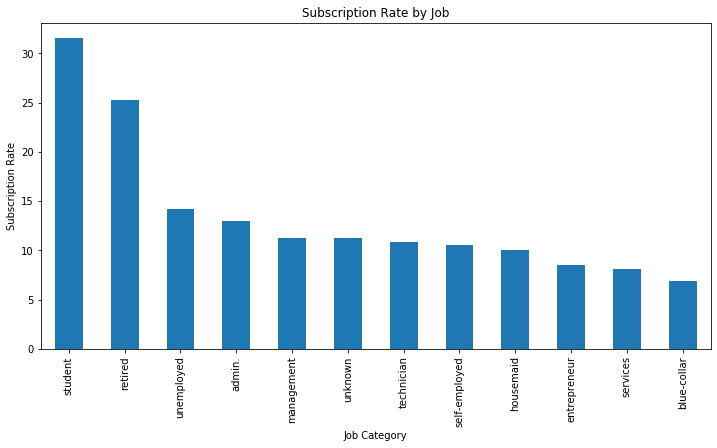 Subscription Rate by Job
Subscription Rate
30
25
20
15
10
5
0
student
retired
unemployed
admin.
management
unknown
technician
self-employed
housemaid
entrepreneur
services
blue-collar
Job Category